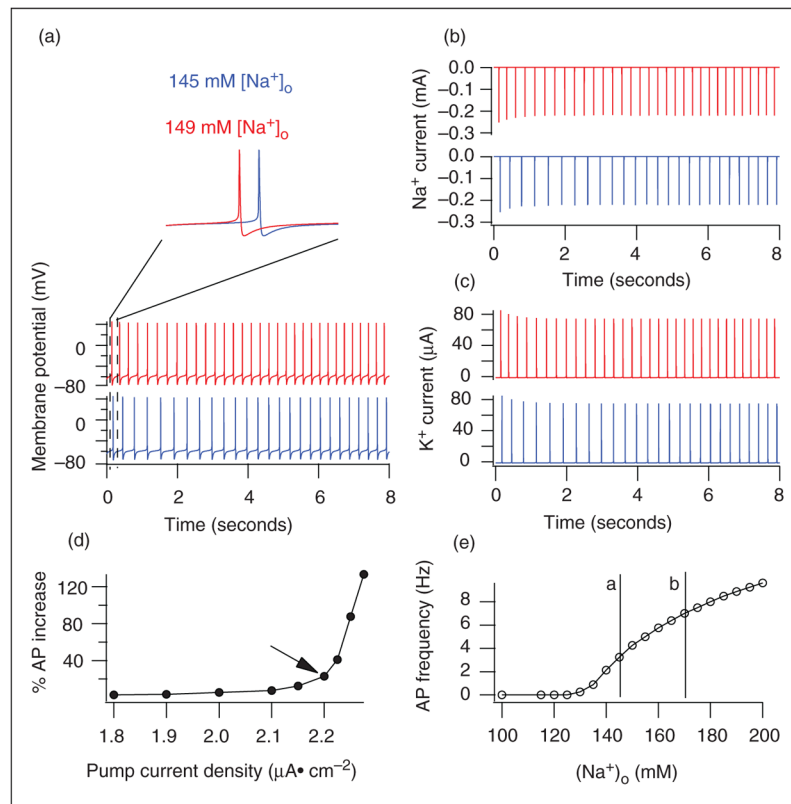 (a)
145 mM [Na⁺]ₒ
149 mM [Na⁺]ₒ
Membrane potential (mV)
0
−80
0
−80
0 2 4 6 8
Time (seconds)
(b)
Na⁺ current (mA)
0.0
−0.1
−0.2
−0.3
0.0
−0.1
−0.2
−0.3
0 2 4 6 8
Time (seconds)
(c)
K⁺ current (μA)
80
40
0
80
40
0
0 2 4 6 8
Time (seconds)
(d)
% AP increase
120
80
40
1.8 1.9 2.0 2.1 2.2
Pump current density (μA• cm⁻²)
(e)
AP frequency (Hz)
a b
8
6
4
2
0
100 120 140 160 180 200
(Na⁺)ₒ (mM)